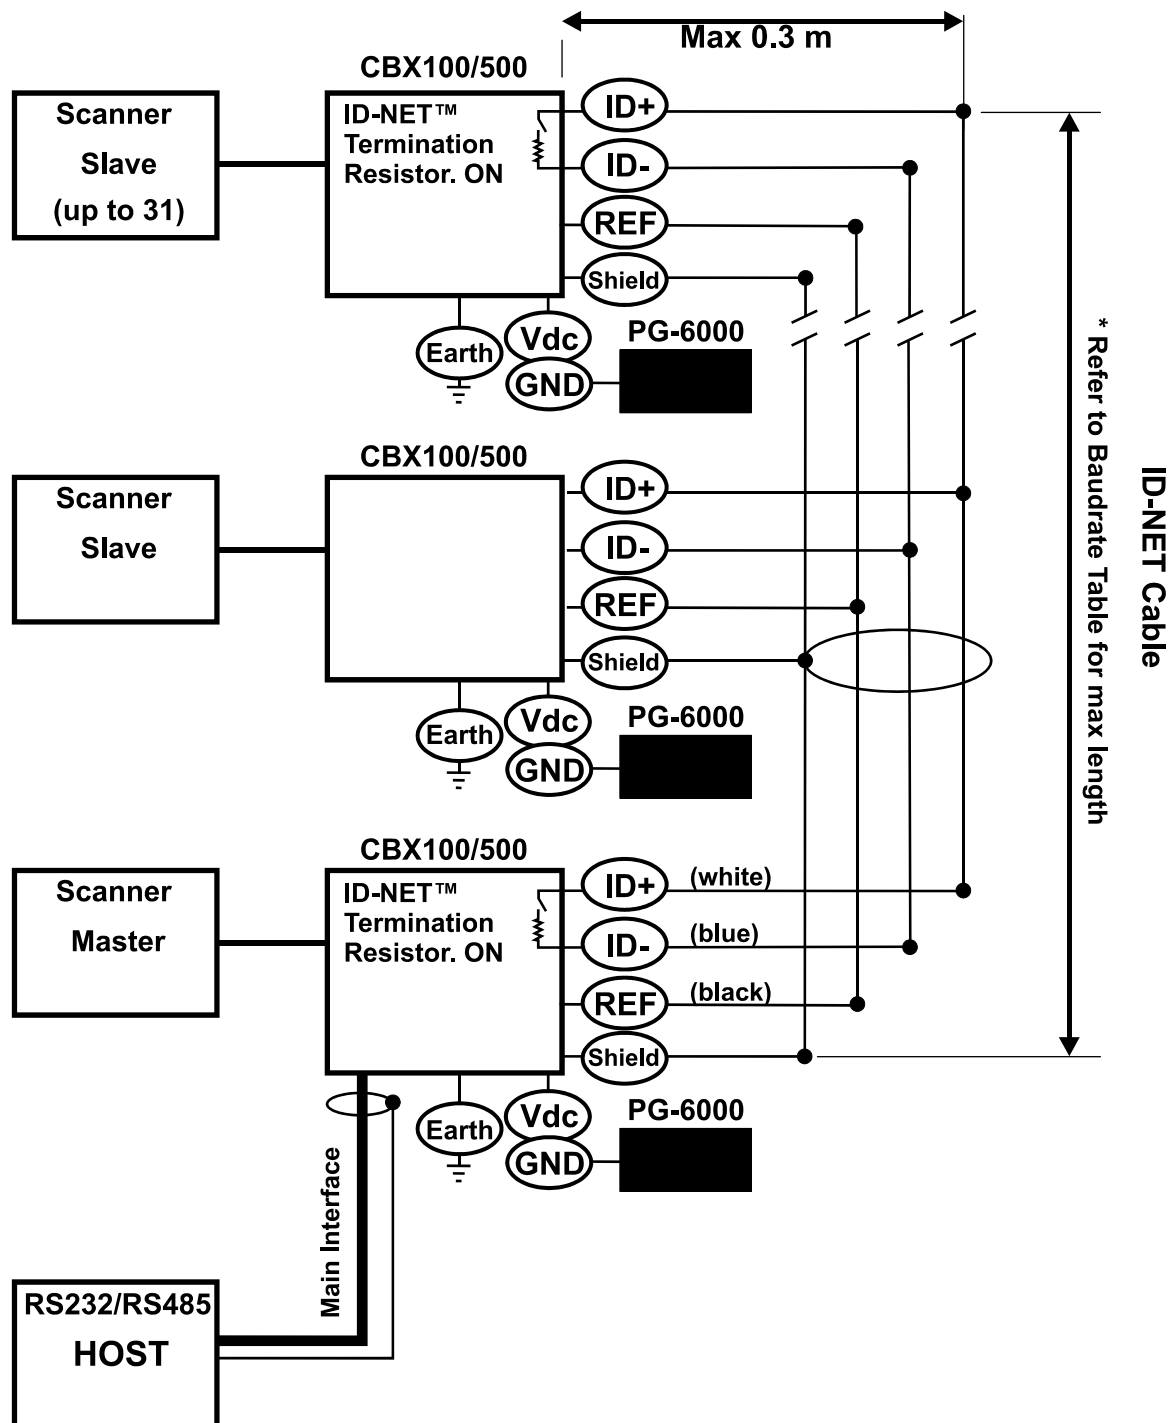 Max 0.3 m
CBX100/500
Scanner
Slave
(up to 31)
ID-NET™
Termination
Resistor. ON
ID+
ID-
REF
Shield
Earth
Vdc
GND
PG-6000
CBX100/500
Scanner
Slave
ID+
ID-
REF
Shield
Earth
Vdc
GND
PG-6000
* Refer to Baudrate Table for max length
ID-NET Cable
CBX100/500
Scanner
Master
ID-NET™
Termination
Resistor. ON
ID+ (white)
ID- (blue)
REF (black)
Shield
Earth
Vdc
GND
PG-6000
Main Interface
RS232/RS485
HOST